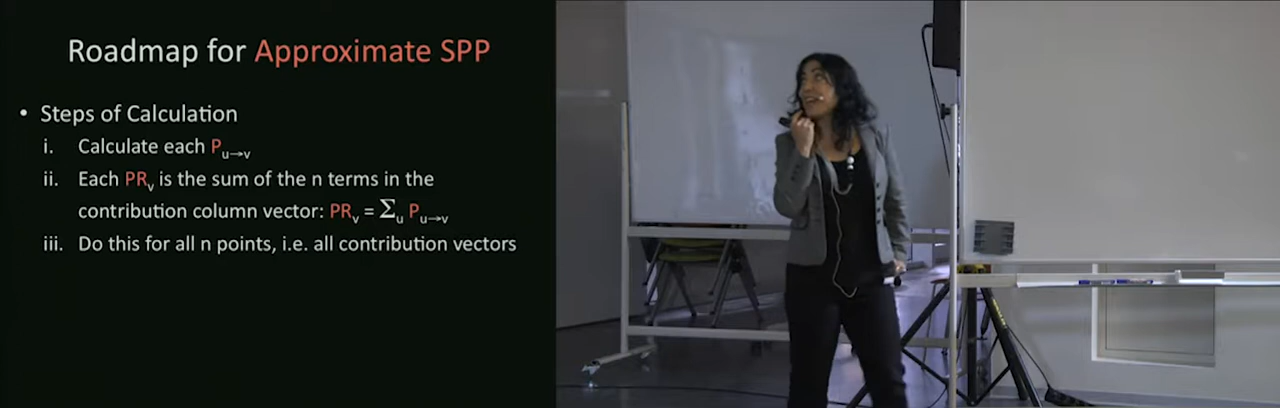 Roadmap for Approximate SPP
• Steps of Calculation
i. Calculate each Pu→v
ii. Each PRv is the sum of the n terms in the
contribution column vector: PRv = Σu Pu→v
iii. Do this for all n points, i.e. all contribution vectors